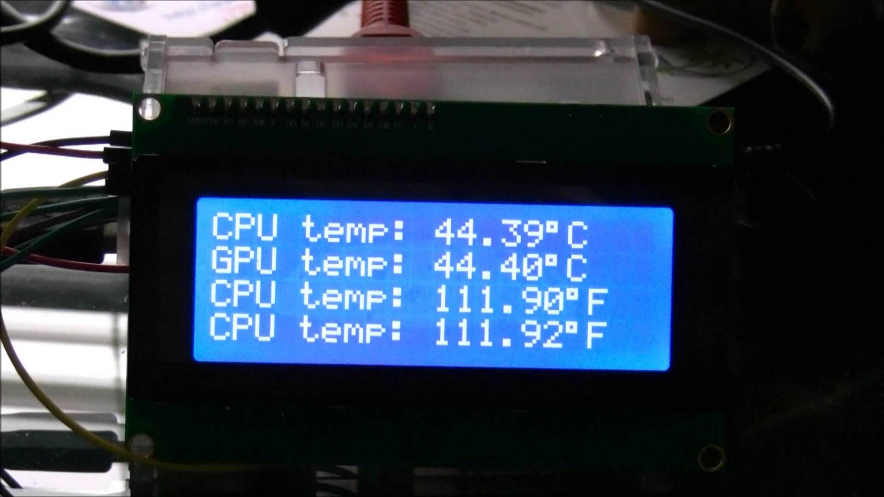 CPU temp: 44.39°C
GPU temp: 44.40°C
CPU temp: 111.90°F
CPU temp: 111.92°F